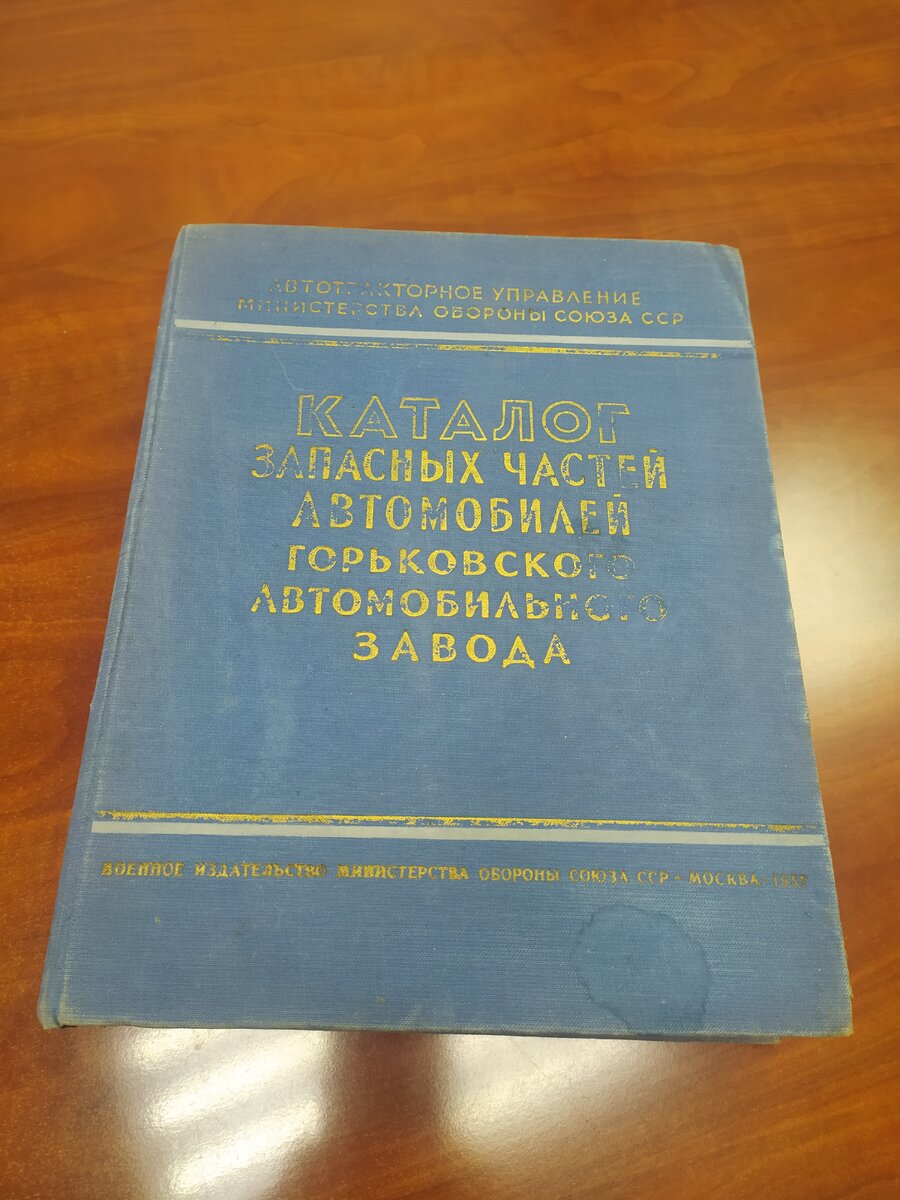 АВТОТРАКТОРНОЕ УПРАВЛЕНИЕ
МИНИСТЕРСТВА ОБОРОНЫ СОЮЗА ССР
КАТАЛОГ
ЗАПАСНЫХ ЧАСТЕЙ
АВТОМОБИЛЕЙ
ГОРЬКОВСКОГО
АВТОМОБИЛЬНОГО
ЗАВОДА
ВОЕННОЕ ИЗДАТЕЛЬСТВО МИНИСТЕРСТВА ОБОРОНЫ СОЮЗА ССР - МОСКВА - 1957